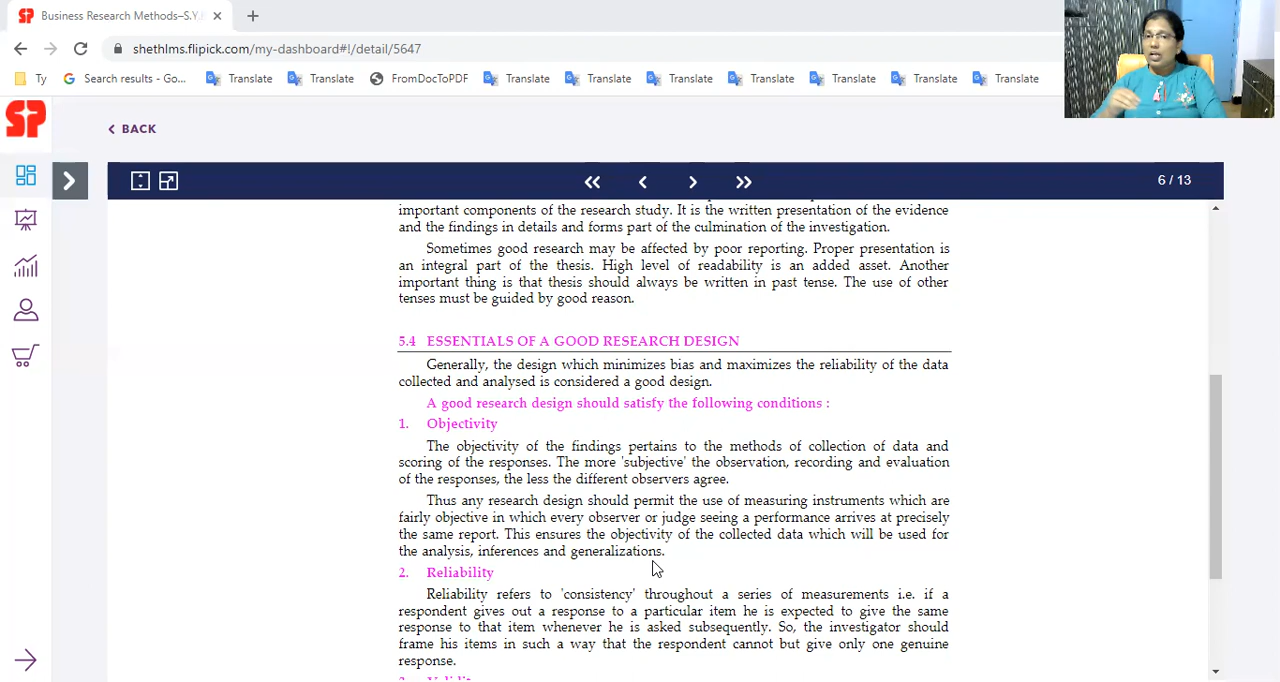 Business Research Methods–S.Y.
shethlms.flipick.com/my-dashboard#!/detail/5647
Ty
Search results - Go...
Translate
Translate
FromDocToPDF
Translate
Translate
Translate
Translate
Translate
Translate
Translate
SP
BACK
6 / 13
important components of the research study. It is the written presentation of the evidence
and the findings in details and forms part of the culmination of the investigation.
Sometimes good research may be affected by poor reporting. Proper presentation is
an integral part of the thesis. High level of readability is an added asset. Another
important thing is that thesis should always be written in past tense. The use of other
tenses must be guided by good reason.
5.4 ESSENTIALS OF A GOOD RESEARCH DESIGN
Generally, the design which minimizes bias and maximizes the reliability of the data
collected and analysed is considered a good design.
A good research design should satisfy the following conditions :
1. Objectivity
The objectivity of the findings pertains to the methods of collection of data and
scoring of the responses. The more 'subjective' the observation, recording and evaluation
of the responses, the less the different observers agree.
Thus any research design should permit the use of measuring instruments which are
fairly objective in which every observer or judge seeing a performance arrives at precisely
the same report. This ensures the objectivity of the collected data which will be used for
the analysis, inferences and generalizations.
2. Reliability
Reliability refers to 'consistency' throughout a series of measurements i.e. if a
respondent gives out a response to a particular item he is expected to give the same
response to that item whenever he is asked subsequently. So, the investigator should
frame his items in such a way that the respondent cannot but give only one genuine
response.
3. Validity